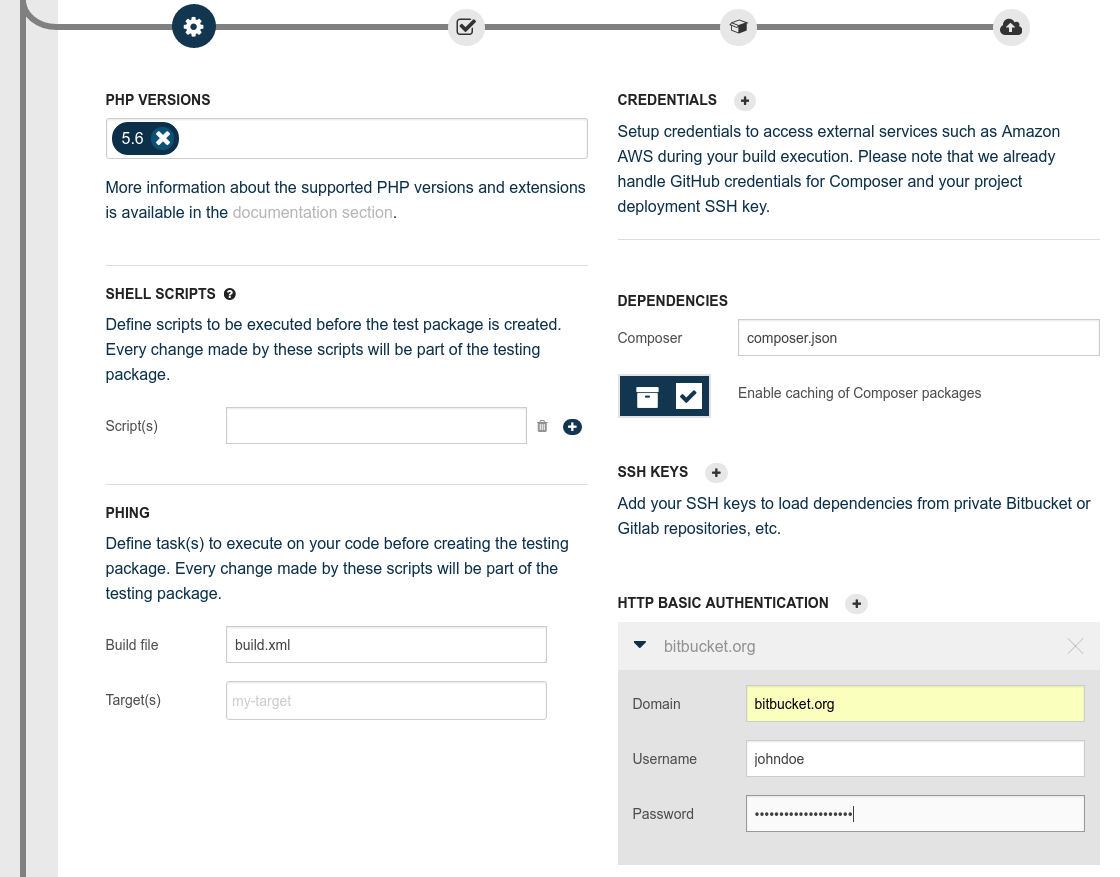 PHP VERSIONS
5.6
More information about the supported PHP versions and extensions
is available in the documentation section.
SHELL SCRIPTS
Define scripts to be executed before the test package is created.
Every change made by these scripts will be part of the testing
package.
Script(s)
PHING
Define task(s) to execute on your code before creating the testing
package. Every change made by these scripts will be part of the
testing package.
Build file
build.xml
Target(s)
my-target
CREDENTIALS
Setup credentials to access external services such as Amazon
AWS during your build execution. Please note that we already
handle GitHub credentials for Composer and your project
deployment SSH key.
DEPENDENCIES
Composer
composer.json
Enable caching of Composer packages
SSH KEYS
Add your SSH keys to load dependencies from private Bitbucket or
Gitlab repositories, etc.
HTTP BASIC AUTHENTICATION
bitbucket.org
Domain
bitbucket.org
Username
johndoe
Password
••••••••••••••••••••